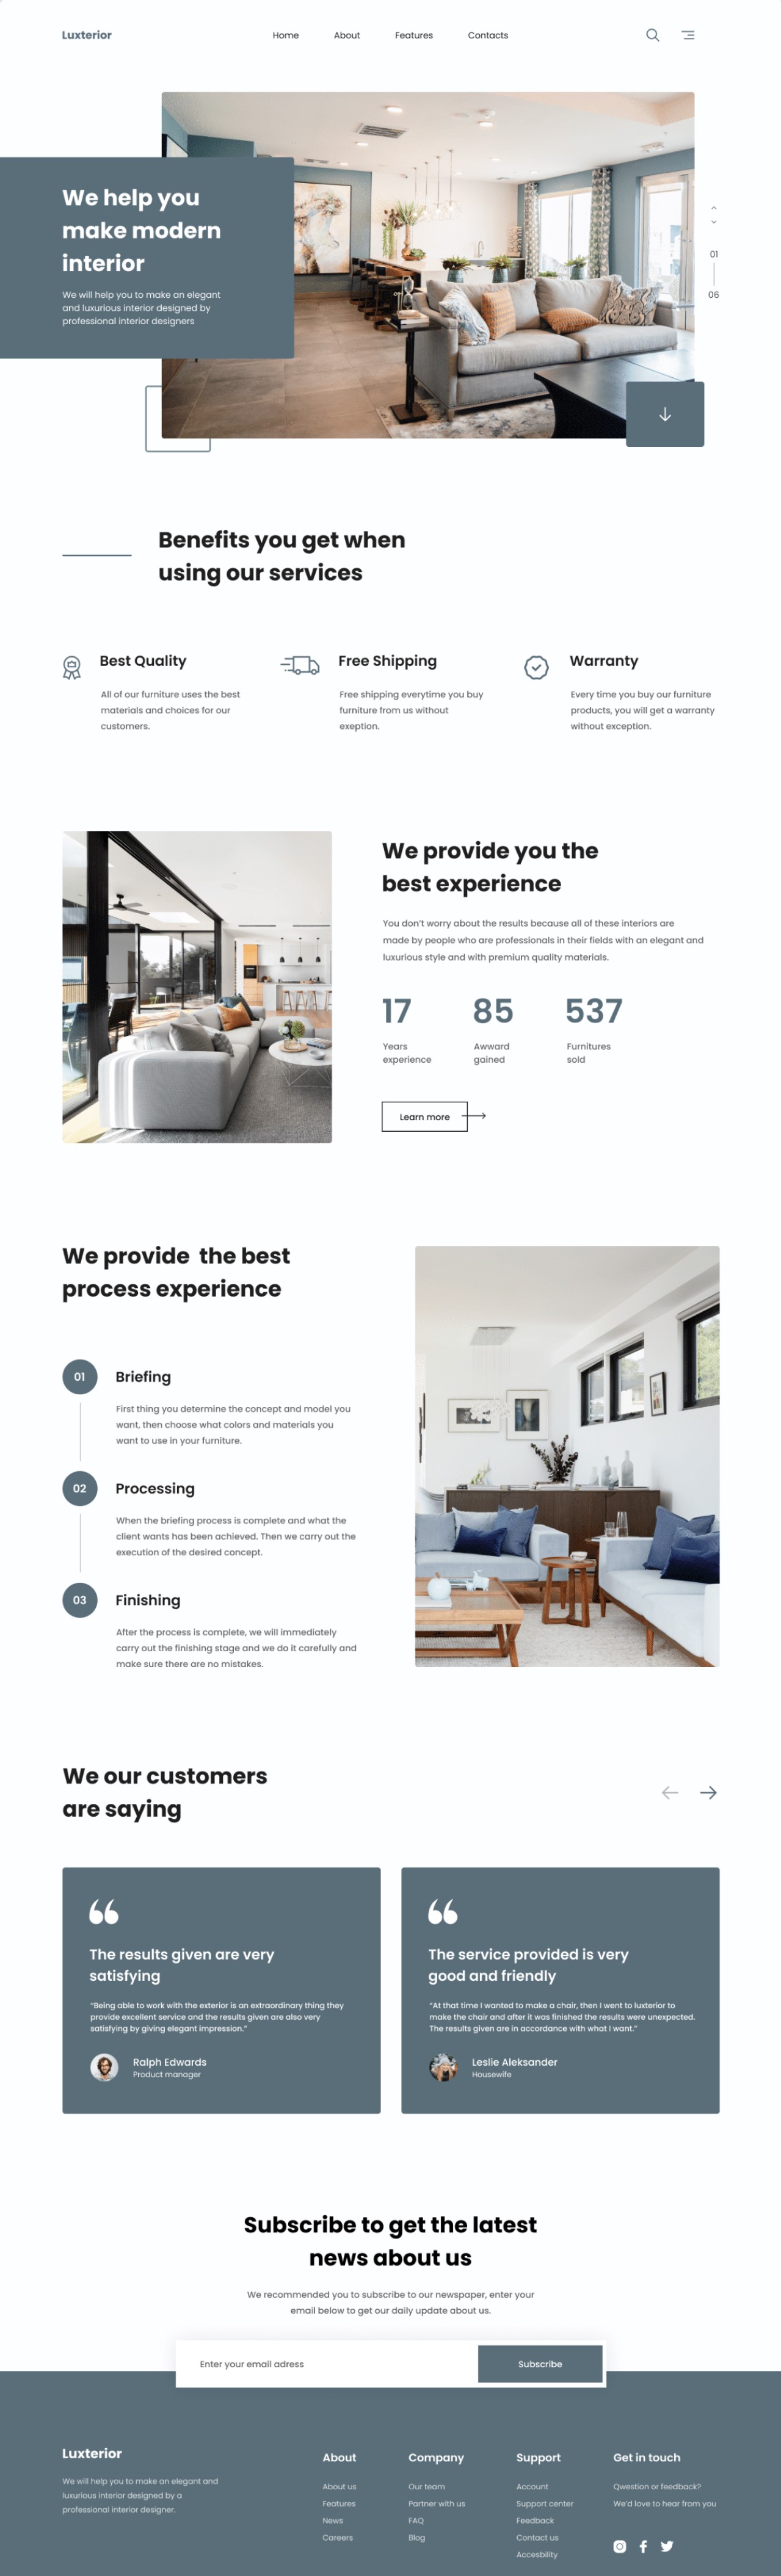 Luxterior
Home
About
Features
Contacts
We help you
make modern
interior
We will help you to make an elegant
and luxurious interior designed by
professional interior designers
01
06
Benefits you get when
using our services
Best Quality
All of our furniture uses the best
materials and choices for our
customers.
Free Shipping
Free shipping everytime you buy
furniture from us without
exeption.
Warranty
Every time you buy our furniture
products, you will get a warranty
without exception.
We provide you the
best experience
You don’t worry about the results because all of these interiors are
made by people who are professionals in their fields with an elegant and
luxurious style and with premium quality materials.
17
Years
experience
85
Awward
gained
537
Furnitures
sold
Learn more
We provide  the best
process experience
01
Briefing
First thing you determine the concept and model you
want, then choose what colors and materials you
want to use in your furniture.
02
Processing
When the briefing process is complete and what the
client wants has been achieved. Then we carry out the
execution of the desired concept.
03
Finishing
After the process is complete, we will immediately
carry out the finishing stage and we do it carefully and
make sure there are no mistakes.
We our customers
are saying
The results given are very
satisfying
“Being able to work with the exterior is an extraordinary thing they
provide excellent service and the results given are also very
satisfying by giving elegant impression.”
Ralph Edwards
Product manager
The service provided is very
good and friendly
“At that time I wanted to make a chair, then I went to luxterior to
make the chair and after it was finished the results were unexpected.
The results given are in accordance with what I want.”
Leslie Aleksander
Housewife
Subscribe to get the latest
news about us
We recommended you to subscribe to our newspaper, enter your
email below to get our daily update about us.
Enter your email adress
Subscribe
Luxterior
We will help you to make an elegant and
luxurious interior designed by a
professional interior designer.
About
About us
Features
News
Careers
Company
Our team
Partner with us
FAQ
Blog
Support
Account
Support center
Feedback
Contact us
Accesbility
Get in touch
Qwestion or feedback?
We’d love to hear from you